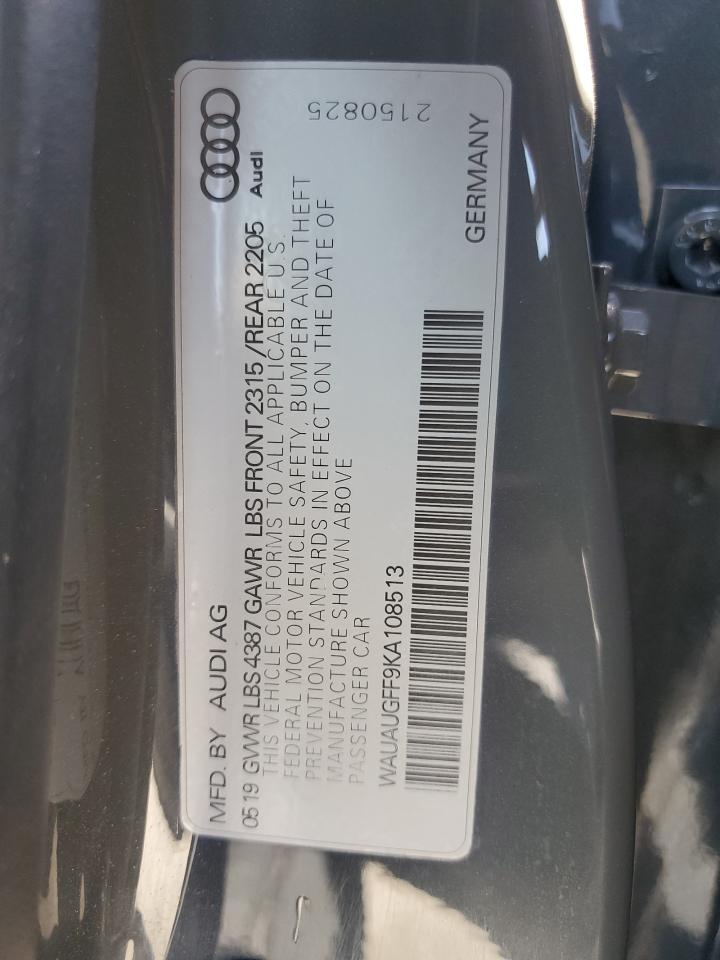 MFD. BY AUDI AG
0519 GVWR LBS 4387 GAWR LBS FRONT 2315 /REAR 2205
Audi
THIS VEHICLE CONFORMS TO ALL APPLICABLE U.S.
FEDERAL MOTOR VEHICLE SAFETY, BUMPER AND THEFT
PREVENTION STANDARDS IN EFFECT ON THE DATE OF
MANUFACTURE SHOWN ABOVE
PASSENGER CAR
2150825
WAUAUGFF9KA108513
GERMANY